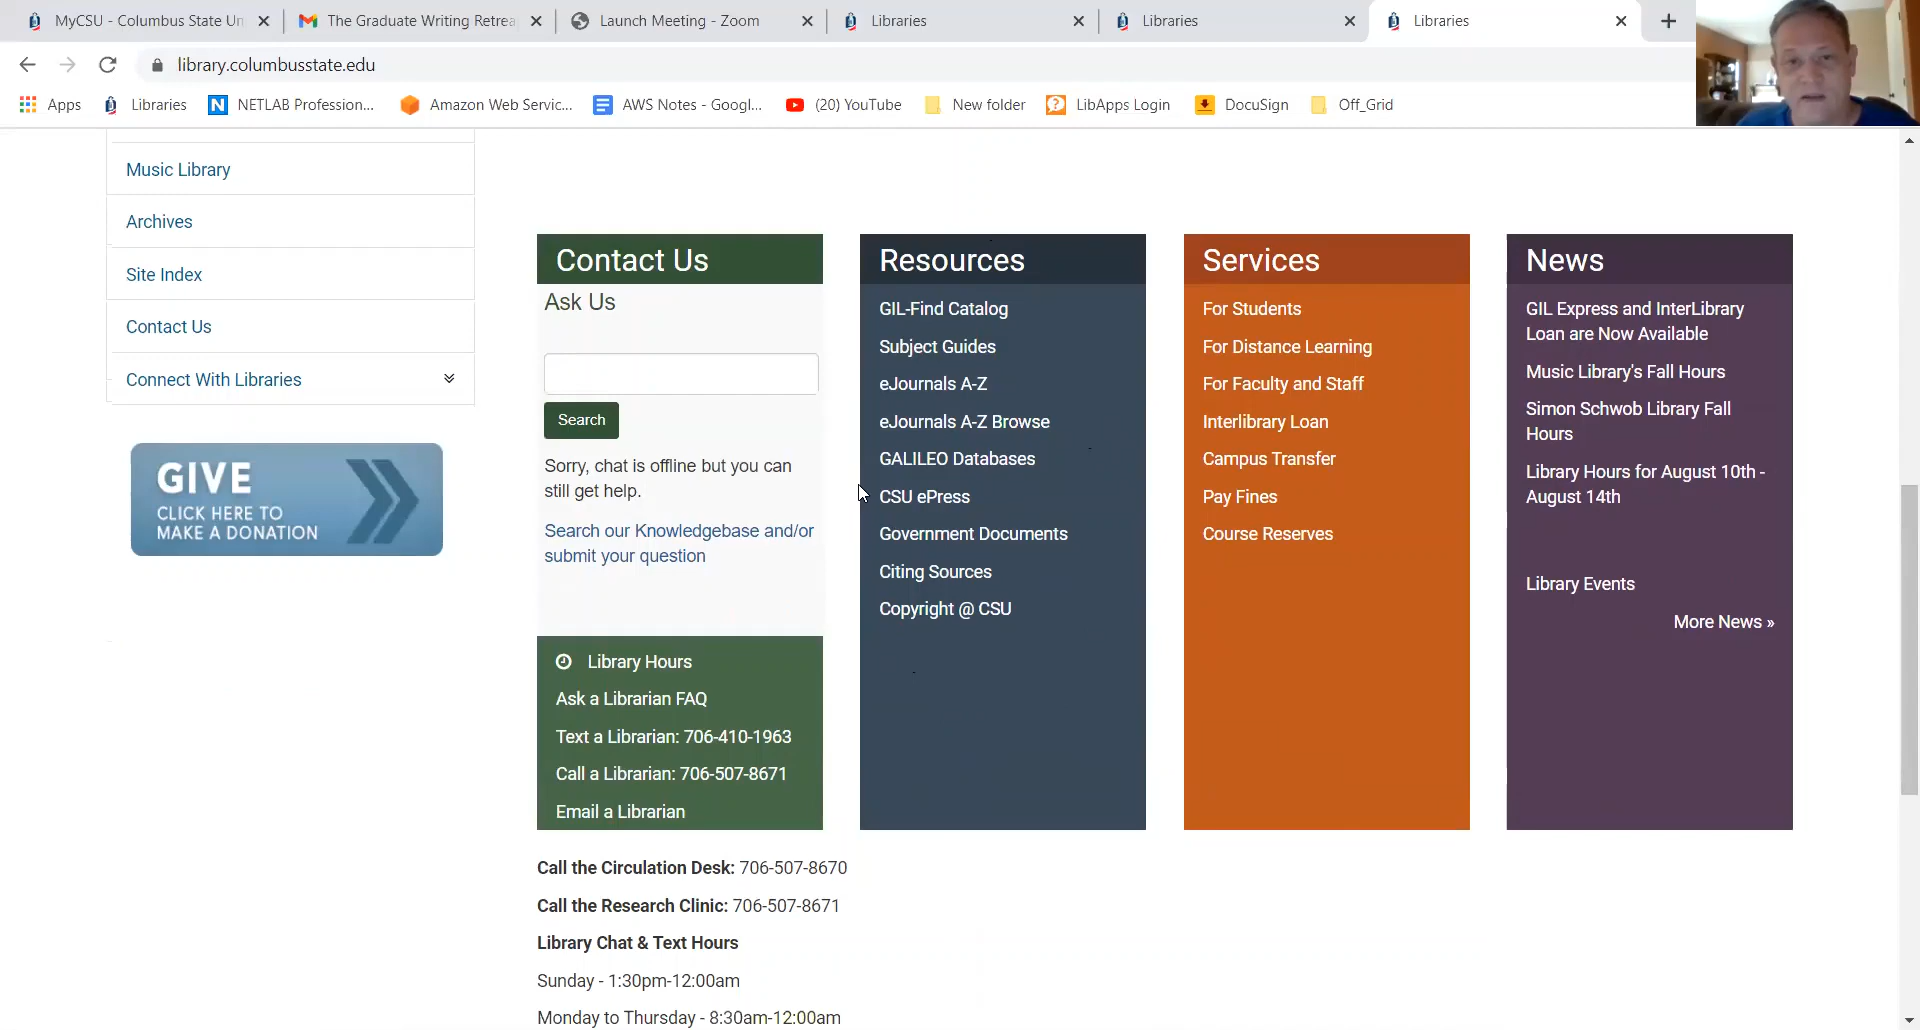 MyCSU - Columbus State Un
The Graduate Writing Retrea
Launch Meeting - Zoom
Libraries
Libraries
Libraries
library.columbusstate.edu
Apps
Libraries
NETLAB Profession...
Amazon Web Servic...
AWS Notes - Googl...
(20) YouTube
New folder
LibApps Login
DocuSign
Off_Grid
Music Library
Archives
Site Index
Contact Us
Connect With Libraries
GIVE
CLICK HERE TO
MAKE A DONATION
Contact Us
Ask Us
Search
Sorry, chat is offline but you can
still get help.
Search our Knowledgebase and/or
submit your question
Library Hours
Ask a Librarian FAQ
Text a Librarian: 706-410-1963
Call a Librarian: 706-507-8671
Email a Librarian
Resources
GIL-Find Catalog
Subject Guides
eJournals A-Z
eJournals A-Z Browse
GALILEO Databases
CSU ePress
Government Documents
Citing Sources
Copyright @ CSU
Services
For Students
For Distance Learning
For Faculty and Staff
Interlibrary Loan
Campus Transfer
Pay Fines
Course Reserves
News
GIL Express and InterLibrary
Loan are Now Available
Music Library's Fall Hours
Simon Schwob Library Fall
Hours
Library Hours for August 10th -
August 14th
Library Events
More News »
Call the Circulation Desk: 706-507-8670
Call the Research Clinic: 706-507-8671
Library Chat & Text Hours
Sunday - 1:30pm-12:00am
Monday to Thursday - 8:30am-12:00am